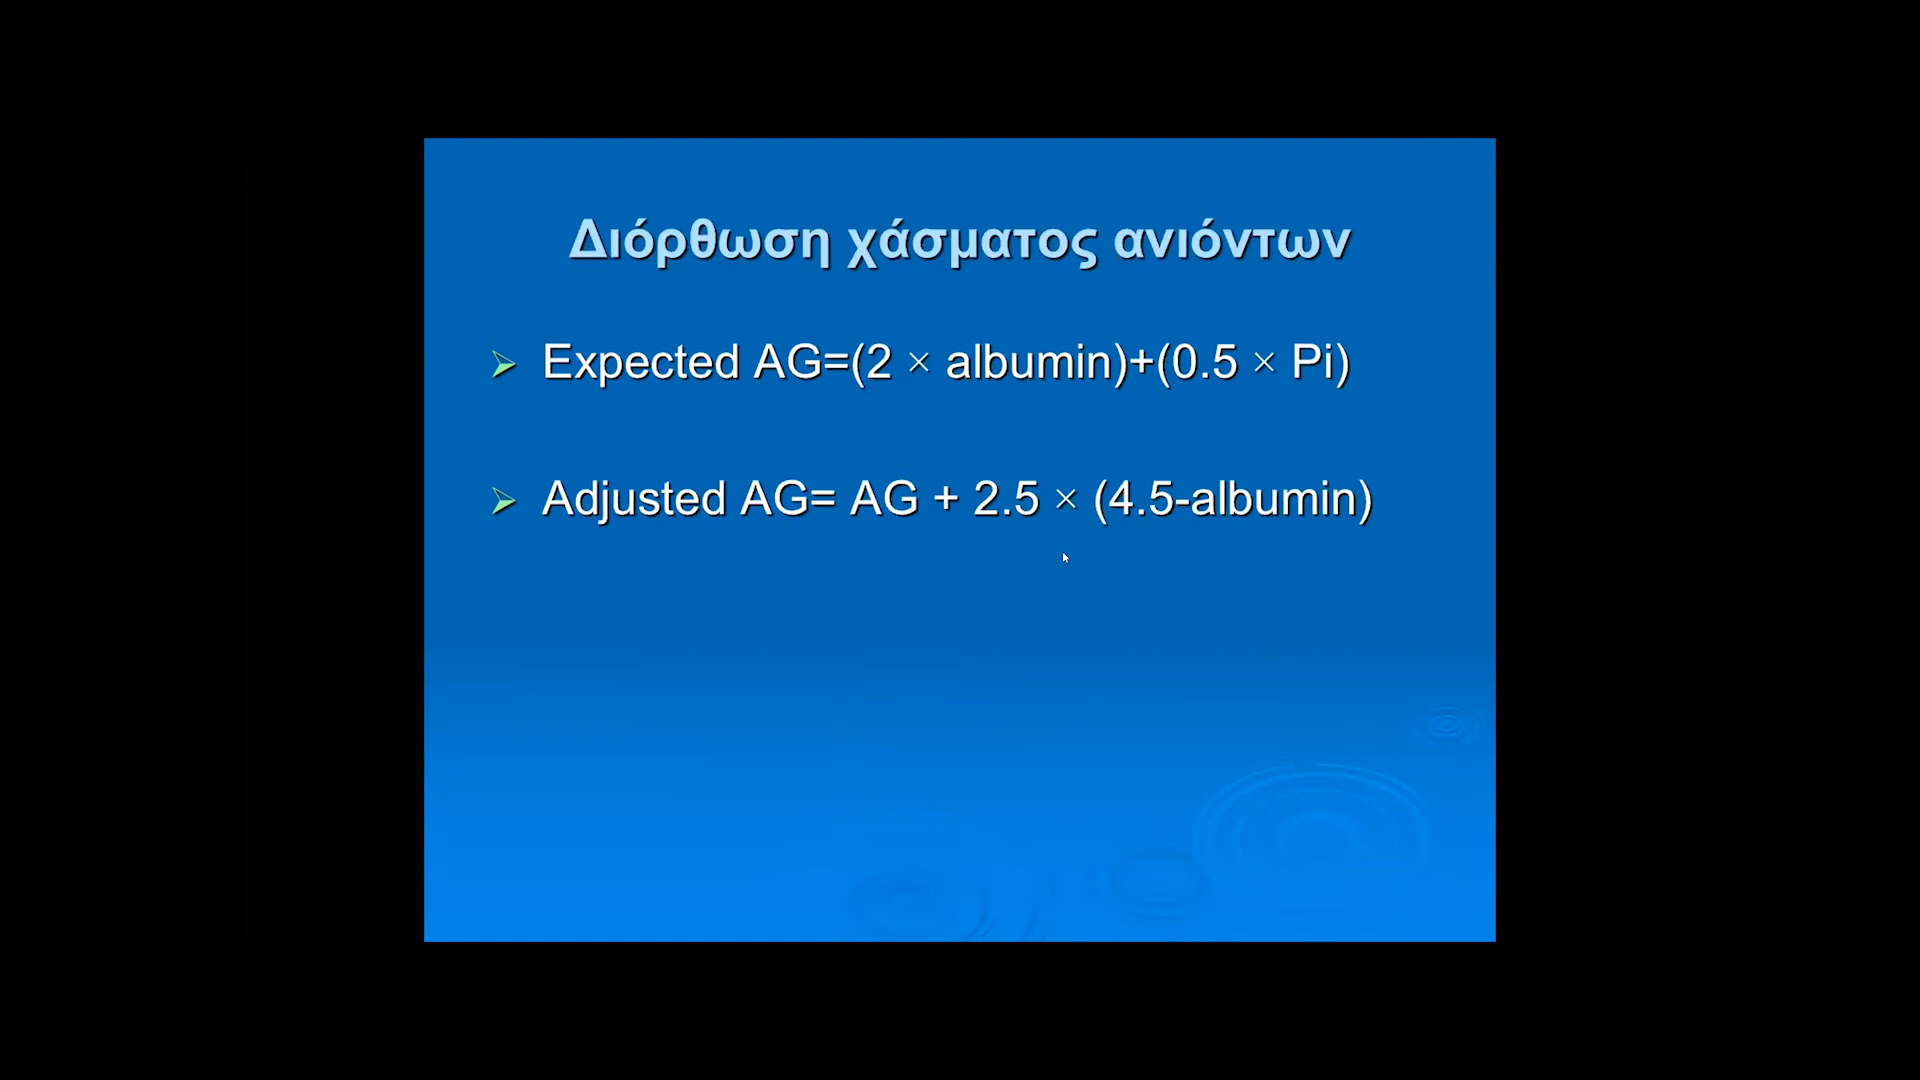 Διόρθωση χάσματος ανιόντων
Expected AG=(2 × albumin)+(0.5 × Pi)
Adjusted AG= AG + 2.5 × (4.5-albumin)